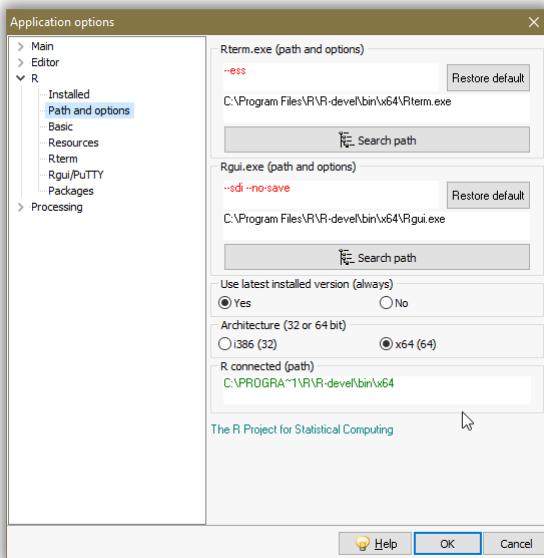 Application options
Main
Editor
R
Installed
Path and options
Basic
Resources
Rterm
Rgui/PuTTY
Packages
Processing
Rterm.exe (path and options)
--ess
Restore default
C:\Program Files\R\R-devel\bin\x64\Rterm.exe
Search path
Rgui.exe (path and options)
--sdi --no-save
Restore default
C:\Program Files\R\R-devel\bin\x64\Rgui.exe
Search path
Use latest installed version (always)
Yes No
Architecture (32 or 64 bit)
i386 (32) x64 (64)
R connected (path)
C:\PROGRA~1\R\R-devel\bin\x64
The R Project for Statistical Computing
Help OK Cancel